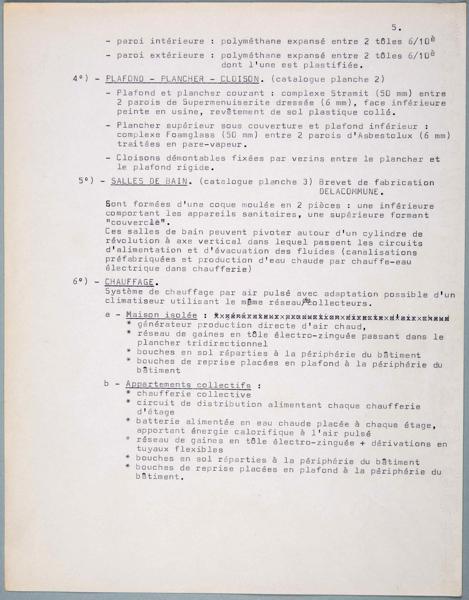 5.
- paroi intérieure : polyméthane expansé entre 2 tôles 6/10è
- paroi extérieure : polyméthane expansé entre 2 tôles 6/10è
dont l'une est plastifiée.
4°) - PLAFOND - PLANCHER - CLOISON. (catalogue planche 2)
- Plafond et plancher courant : complexe Stramit (50 mm) entre
2 parois de Supermenuiserite dressée (6 mm), face inférieure
peinte en usine, revêtement de sol plastique collé.
- Plancher supérieur sous couverture et plafond inférieur :
complexe foamglass (50 mm) entre 2 parois d'Asbestolux (6 mm)
traitées en pare-vapeur.
- Cloisons démontables fixées par verins entre le plancher et
le plafond rigide.
5°) - SALLES DE BAIN. (catalogue planche 3) Brevet de fabrication
DELACOMMUNE.
Sont formées d'une coque moulée en 2 pièces : une inférieure
comportant les appareils sanitaires, une supérieure formant
"couvercle".
Ces salles de bain peuvent pivoter autour d'un cylindre de
révolution à axe vertical dans lequel passent les circuits
d'alimentation et d'évacuation des fluides (canalisations
préfabriquées et production d'eau chaude par chauffe-eau
électrique dans chaufferie)
6°) - CHAUFFAGE.
Système de chauffage par air pulsé avec adaptation possible d'un
climatiseur utilisant le même réseau collecteurs.
a - Maison isolée :
* générateur production directe d'air chaud,
* réseau de gaines en tôle électro-zinguée passant dans le
plancher tridirectionnel
* bouches en sol réparties à la périphérie du bâtiment
* bouches de reprise placées en plafond à la périphérie du
bâtiment
b - Appartements collectifs :
* chaufferie collective
* circuit de distribution alimentant chaque chaufferie
d'étage
* batterie alimentée en eau chaude placée à chaque étage,
apportant énergie calorifique à l'air pulsé
* réseau de gaines en tôle électro-zinguée + dérivations en
tuyaux flexibles
* bouches en sol réparties à la périphérie du bâtiment
* bouches de reprise placées en plafond à la périphérie du
bâtiment.